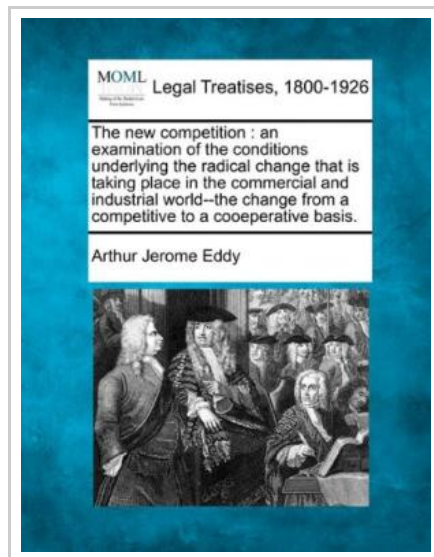 MOML
Legal Treatises, 1800-1926
The new competition : an
examination of the conditions
underlying the radical change that is
taking place in the commercial and
industrial world--the change from a
competitive to a cooeperative basis.
Arthur Jerome Eddy